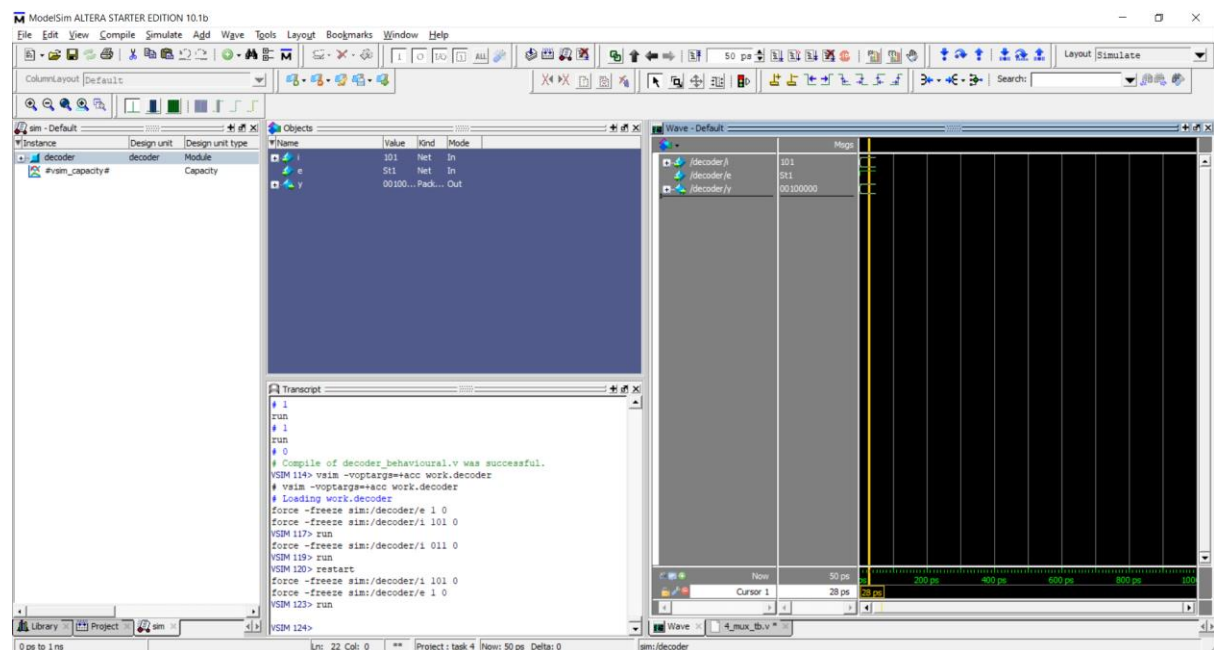 ModelSim ALTERA STARTER EDITION 10.1b
File Edit View Compile Simulate Add Wave Tools Layout Bookmarks Window Help
50 ps Layout Simulate
ColumnLayout Default Search:
sim - Default
Instance Design unit Design unit type
decoder decoder Module
#vsim_capacity# Capacity
Objects
Name Value Kind Mode
i 101 Net In
e St1 Net In
y 00100... Pack... Out
Transcript
# 1
run
# 1
run
# 0
# Compile of decoder_behavioural.v was successful.
VSIM 114> vsim -voptargs=+acc work.decoder
# vsim -voptargs=+acc work.decoder
# Loading work.decoder
force -freeze sim:/decoder/e 1 0
force -freeze sim:/decoder/i 101 0
VSIM 117> run
force -freeze sim:/decoder/i 011 0
VSIM 119> run
VSIM 120> restart
force -freeze sim:/decoder/i 101 0
force -freeze sim:/decoder/e 1 0
VSIM 123> run
VSIM 124>
Wave - Default
Msgs
/decoder/i 101
/decoder/e St1
/decoder/y 00100000
Now 50 ps ps 200 ps 400 ps 600 ps 800 ps 100
Cursor 1 28 ps 28 ps
Library Project sim
Wave 4_mux_tb.v *
0 ps to 1 ns Ln: 22 Col: 0 ** Project : task 4 Now: 50 ps Delta: 0 sim:/decoder